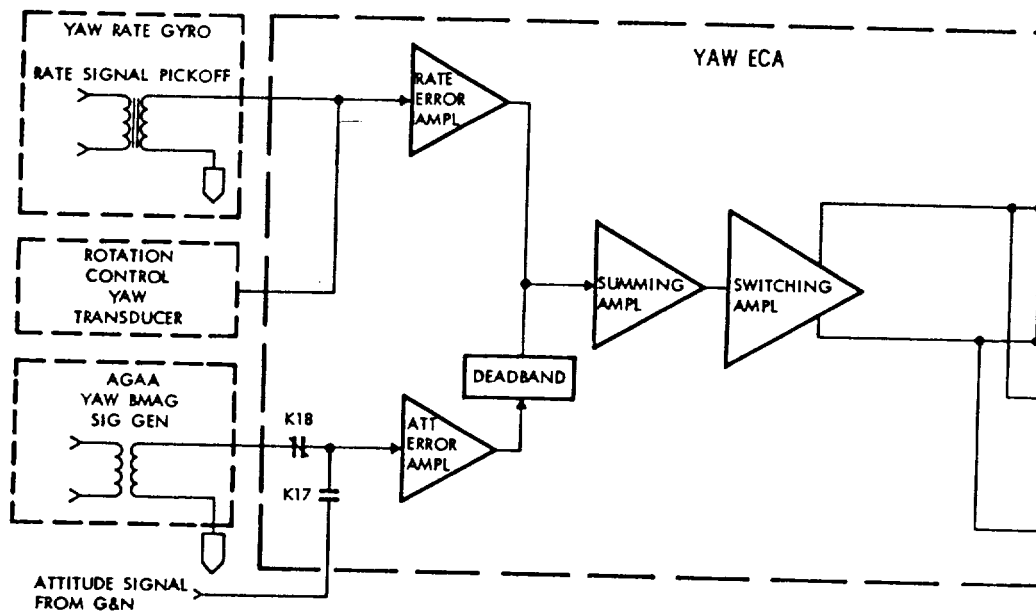 YAW RATE GYRO
RATE SIGNAL PICKOFF
ROTATION
CONTROL
YAW
TRANSDUCER
AGAA
YAW BMAG
SIG GEN
ATTITUDE SIGNAL
FROM G&N
YAW ECA
RATE
ERROR
AMPL
K18
K17
ATT
ERROR
AMPL
DEADBAND
SUMMING
AMPL
SWITCHING
AMPL